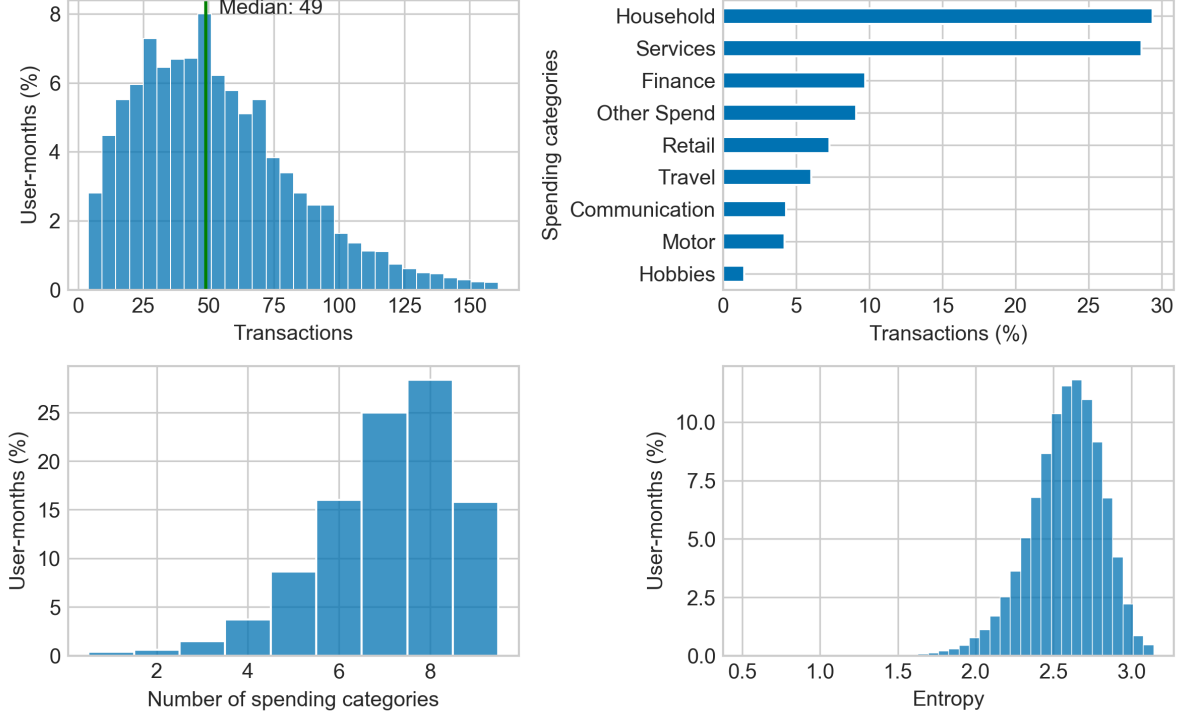 Median: 49
8
6
4
2
0
User-months (%)
0 25 50 75 100 125 150
Transactions
Spending categories
Household
Services
Finance
Other Spend
Retail
Travel
Communication
Motor
Hobbies
0 5 10 15 20 25 30
Transactions (%)
25
20
15
10
5
0
User-months (%)
2 4 6 8
Number of spending categories
10.0
7.5
5.0
2.5
0.0
User-months (%)
0.5 1.0 1.5 2.0 2.5 3.0
Entropy